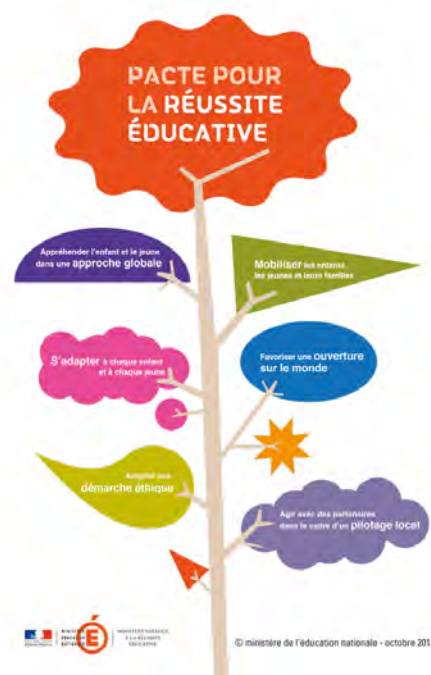 PACTE POUR
LA RÉUSSITE
ÉDUCATIVE
Appréhender l'enfant et le jeune
dans une approche globale
Mobiliser les enfants,
les jeunes et leurs familles
S'adapter à chaque enfant
et à chaque jeune
Favoriser une ouverture
sur le monde
Adopter une
démarche éthique
Agir avec des partenaires
dans le cadre d'un pilotage local
© ministère de l'éducation nationale - octobre